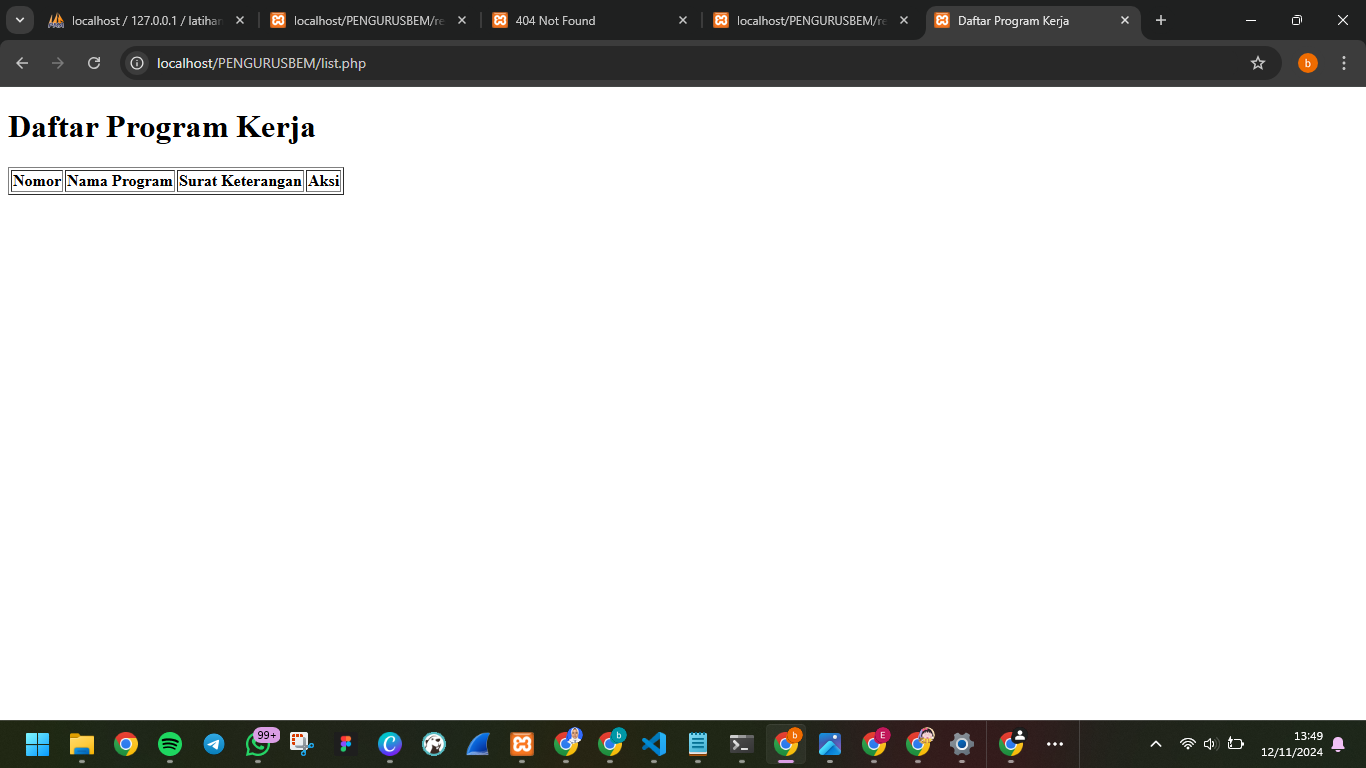 localhost / 127.0.0.1 / latihan
localhost/PENGURUSBEM/re
404 Not Found
localhost/PENGURUSBEM/re
Daftar Program Kerja
localhost/PENGURUSBEM/list.php
b
Daftar Program Kerja
Nomor Nama Program Surat Keterangan Aksi
99+
b
b
E
13:49
12/11/2024